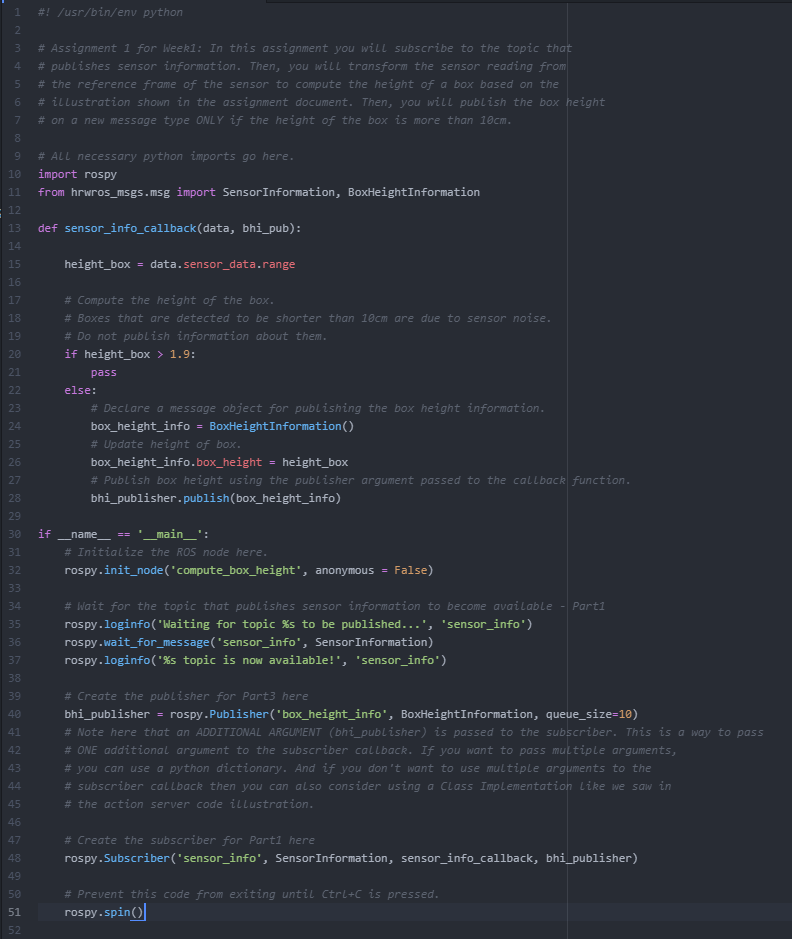 1 #! /usr/bin/env python
2
3 # Assignment 1 for Week1: In this assignment you will subscribe to the topic that
4 # publishes sensor information. Then, you will transform the sensor reading from
5 # the reference frame of the sensor to compute the height of a box based on the
6 # illustration shown in the assignment document. Then, you will publish the box height
7 # on a new message type ONLY if the height of the box is more than 10cm.
8
9 # All necessary python imports go here.
10 import rospy
11 from hrwros_msgs.msg import SensorInformation, BoxHeightInformation
12
13 def sensor_info_callback(data, bhi_pub):
14
15     height_box = data.sensor_data.range
16
17     # Compute the height of the box.
18     # Boxes that are detected to be shorter than 10cm are due to sensor noise.
19     # Do not publish information about them.
20     if height_box > 1.9:
21         pass
22     else:
23         # Declare a message object for publishing the box height information.
24         box_height_info = BoxHeightInformation()
25         # Update height of box.
26         box_height_info.box_height = height_box
27         # Publish box height using the publisher argument passed to the callback function.
28         bhi_publisher.publish(box_height_info)
29
30 if __name__ == '__main__':
31     # Initialize the ROS node here.
32     rospy.init_node('compute_box_height', anonymous = False)
33
34     # Wait for the topic that publishes sensor information to become available - Part1
35     rospy.loginfo('Waiting for topic %s to be published...', 'sensor_info')
36     rospy.wait_for_message('sensor_info', SensorInformation)
37     rospy.loginfo('%s topic is now available!', 'sensor_info')
38
39     # Create the publisher for Part3 here
40     bhi_publisher = rospy.Publisher('box_height_info', BoxHeightInformation, queue_size=10)
41     # Note here that an ADDITIONAL ARGUMENT (bhi_publisher) is passed to the subscriber. This is a way to pass
42     # ONE additional argument to the subscriber callback. If you want to pass multiple arguments,
43     # you can use a python dictionary. And if you don't want to use multiple arguments to the
44     # subscriber callback then you can also consider using a Class Implementation like we saw in
45     # the action server code illustration.
46
47     # Create the subscriber for Part1 here
48     rospy.Subscriber('sensor_info', SensorInformation, sensor_info_callback, bhi_publisher)
49
50     # Prevent this code from exiting until Ctrl+C is pressed.
51     rospy.spin()
52